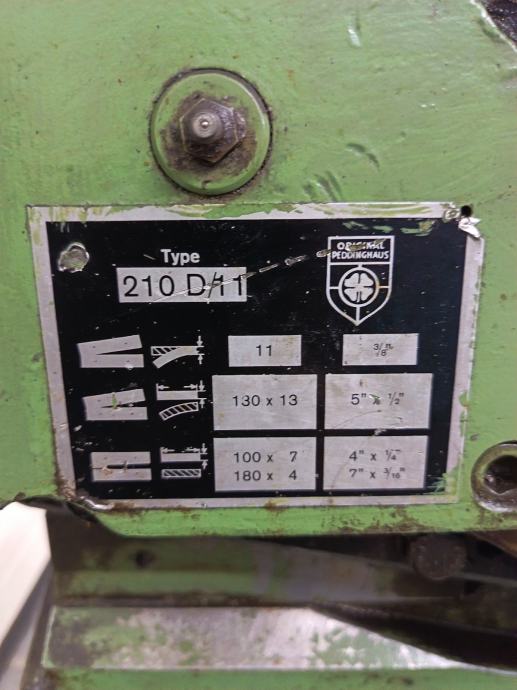 Type
210 D/11
ORIGINAL
PEDDINGHAUS
11
3/8"
130 x 13
5" x 1/2"
100 x 7
4" x 1/4"
180 x 4
7" x 3/16"